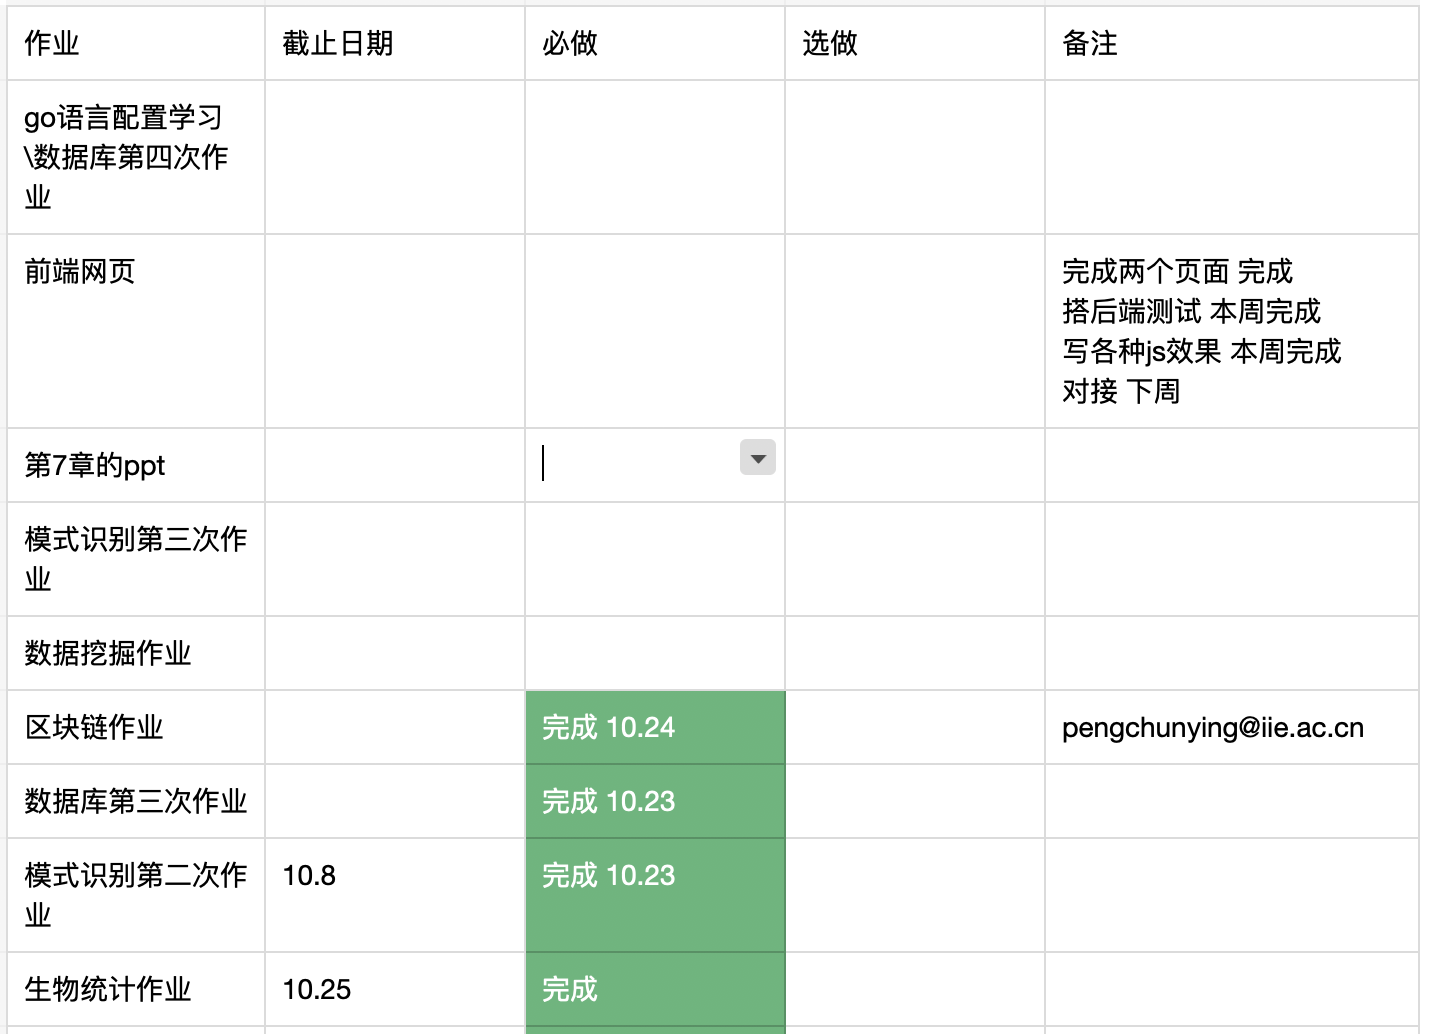 作业 截止日期 必做 选做 备注
go语言配置学习
\数据库第四次作
业
前端网页
完成两个页面 完成
搭后端测试 本周完成
写各种js效果 本周完成
对接 下周
第7章的ppt
模式识别第三次作
业
数据挖掘作业
区块链作业 完成 10.24 pengchunying@iie.ac.cn
数据库第三次作业 完成 10.23
模式识别第二次作 10.8 完成 10.23
业
生物统计作业 10.25 完成